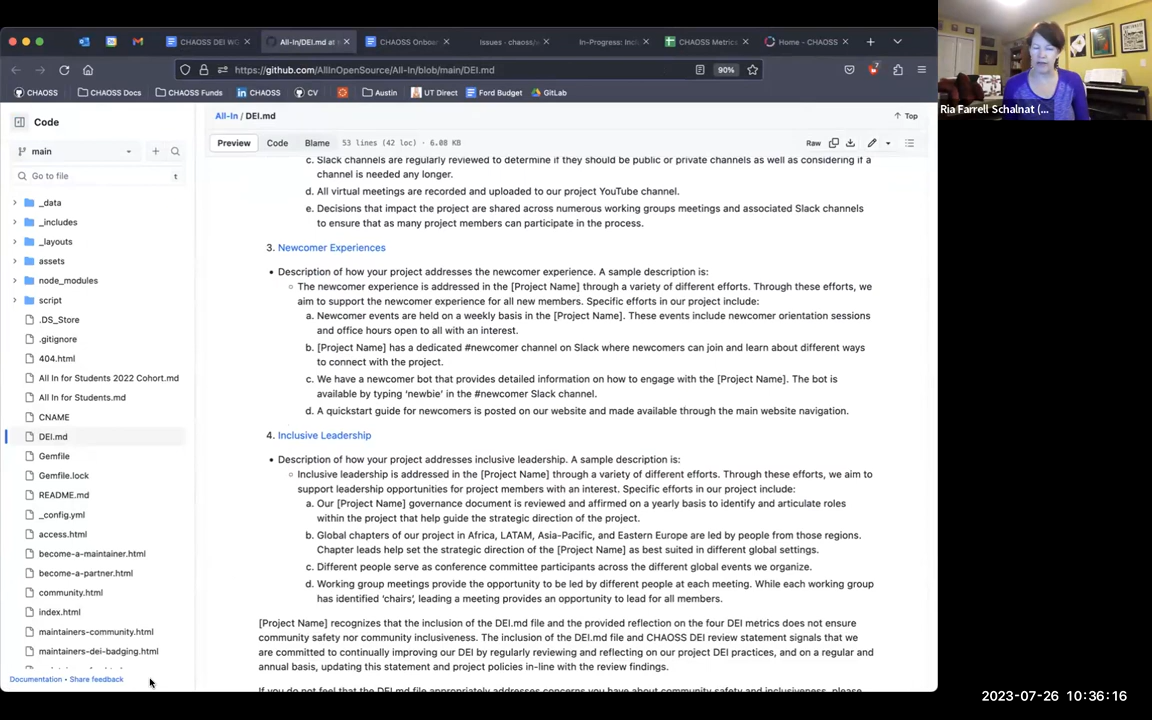 CHAOSS DEI WG
All-In/DEI.md at
CHAOSS Onboar
Issues · chaoss/w
In-Progress: Incl
CHAOSS Metrics
Home - CHAOSS
https://github.com/AllInOpenSource/All-In/blob/main/DEI.md
90%
7
CHAOSS
CHAOSS Docs
CHAOSS Funds
CHAOSS
CV
Austin
UT Direct
Ford Budget
GitLab
Ria Farrell Schalnat (...
Code
All-In / DEI.md
Top
main
Preview
Code
Blame
53 lines (42 loc) · 6.08 KB
Raw
Go to file
t
_data
_includes
_layouts
assets
node_modules
script
.DS_Store
.gitignore
404.html
All In for Students 2022 Cohort.md
All In for Students.md
CNAME
DEI.md
Gemfile
Gemfile.lock
README.md
_config.yml
access.html
become-a-maintainer.html
become-a-partner.html
community.html
index.html
maintainers-community.html
maintainers-dei-badging.html
Documentation • Share feedback
c. Slack channels are regularly reviewed to determine if they should be public or private channels as well as considering if a
channel is needed any longer.
d. All virtual meetings are recorded and uploaded to our project YouTube channel.
e. Decisions that impact the project are shared across numerous working groups meetings and associated Slack channels
to ensure that as many project members can participate in the process.
3. Newcomer Experiences
• Description of how your project addresses the newcomer experience. A sample description is:
The newcomer experience is addressed in the [Project Name] through a variety of different efforts. Through these efforts, we
aim to support the newcomer experience for all new members. Specific efforts in our project include:
a. Newcomer events are held on a weekly basis in the [Project Name]. These events include newcomer orientation sessions
and office hours open to all with an interest.
b. [Project Name] has a dedicated #newcomer channel on Slack where newcomers can join and learn about different ways
to connect with the project.
c. We have a newcomer bot that provides detailed information on how to engage with the [Project Name]. The bot is
available by typing 'newbie' in the #newcomer Slack channel.
d. A quickstart guide for newcomers is posted on our website and made available through the main website navigation.
4. Inclusive Leadership
• Description of how your project addresses inclusive leadership. A sample description is:
Inclusive leadership is addressed in the [Project Name] through a variety of different efforts. Through these efforts, we aim to
support leadership opportunities for project members with an interest. Specific efforts in our project include:
a. Our [Project Name] governance document is reviewed and affirmed on a yearly basis to identify and articulate roles
within the project that help guide the strategic direction of the project.
b. Global chapters of our project in Africa, LATAM, Asia-Pacific, and Eastern Europe are led by people from those regions.
Chapter leads help set the strategic direction of the [Project Name] as best suited in different global settings.
c. Different people serve as conference committee participants across the different global events we organize.
d. Working group meetings provide the opportunity to be led by different people at each meeting. While each working group
has identified 'chairs', leading a meeting provides an opportunity to lead for all members.
[Project Name] recognizes that the inclusion of the DEI.md file and the provided reflection on the four DEI metrics does not ensure
community safety nor community inclusiveness. The inclusion of the DEI.md file and CHAOSS DEI review statement signals that we
are committed to continually improving our DEI by regularly reviewing and reflecting on our project DEI practices, and on a regular and
annual basis, updating this statement and project policies in-line with the review findings.
If you do not feel that the DEI.md file appropriately addresses concerns you have about community safety and inclusiveness, please
2023-07-26 10:36:16